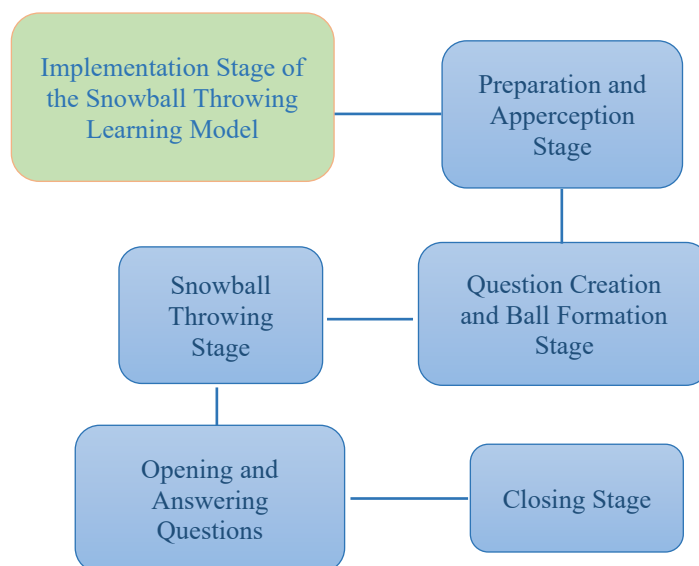 Implementation Stage of
the Snowball Throwing
Learning Model
Preparation and
Apperception
Stage
Question Creation
and Ball Formation
Stage
Snowball
Throwing
Stage
Opening and
Answering
Questions
Closing Stage